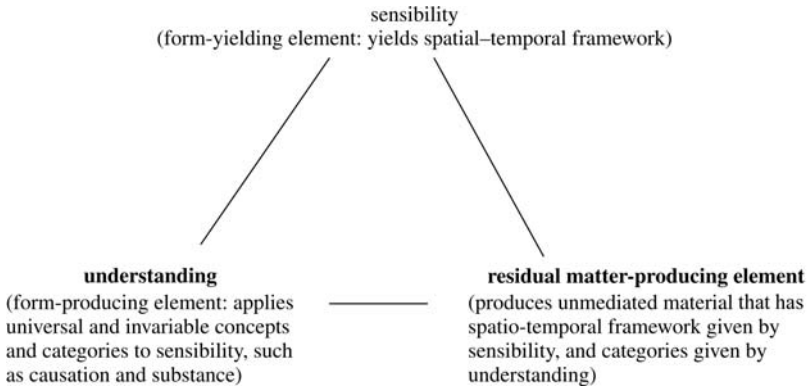 sensibility
(form-yielding element: yields spatial–temporal framework)
understanding
(form-producing element: applies
universal and invariable concepts
and categories to sensibility, such
as causation and substance)
residual matter-producing element
(produces unmediated material that has
spatio-temporal framework given by
sensibility, and categories given by
understanding)